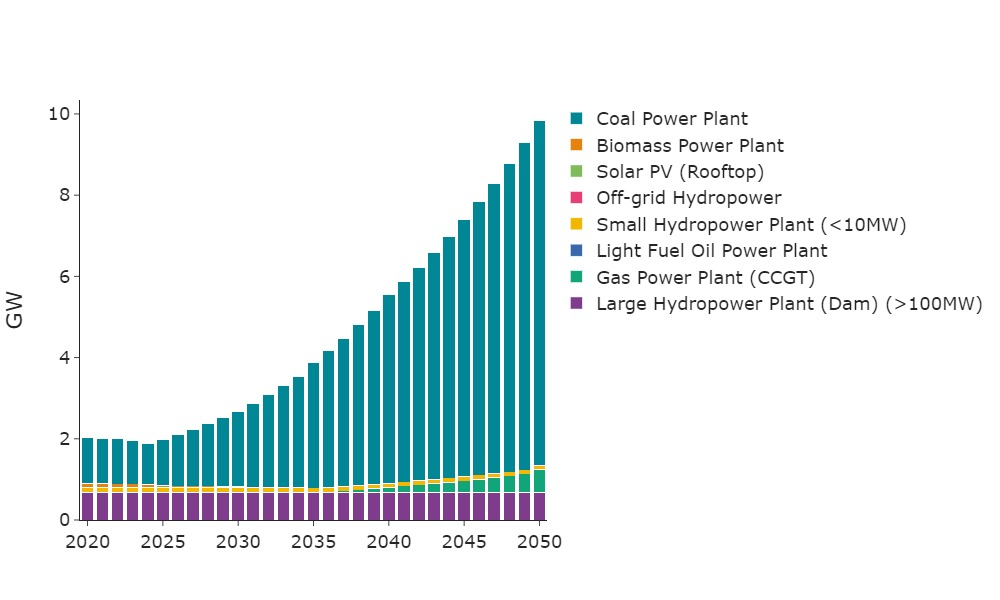 10
8
6
4
2
0
GW
2020
2025
2030
2035
2040
2045
2050
Coal Power Plant
Biomass Power Plant
Solar PV (Rooftop)
Off-grid Hydropower
Small Hydropower Plant (<10MW)
Light Fuel Oil Power Plant
Gas Power Plant (CCGT)
Large Hydropower Plant (Dam) (>100MW)